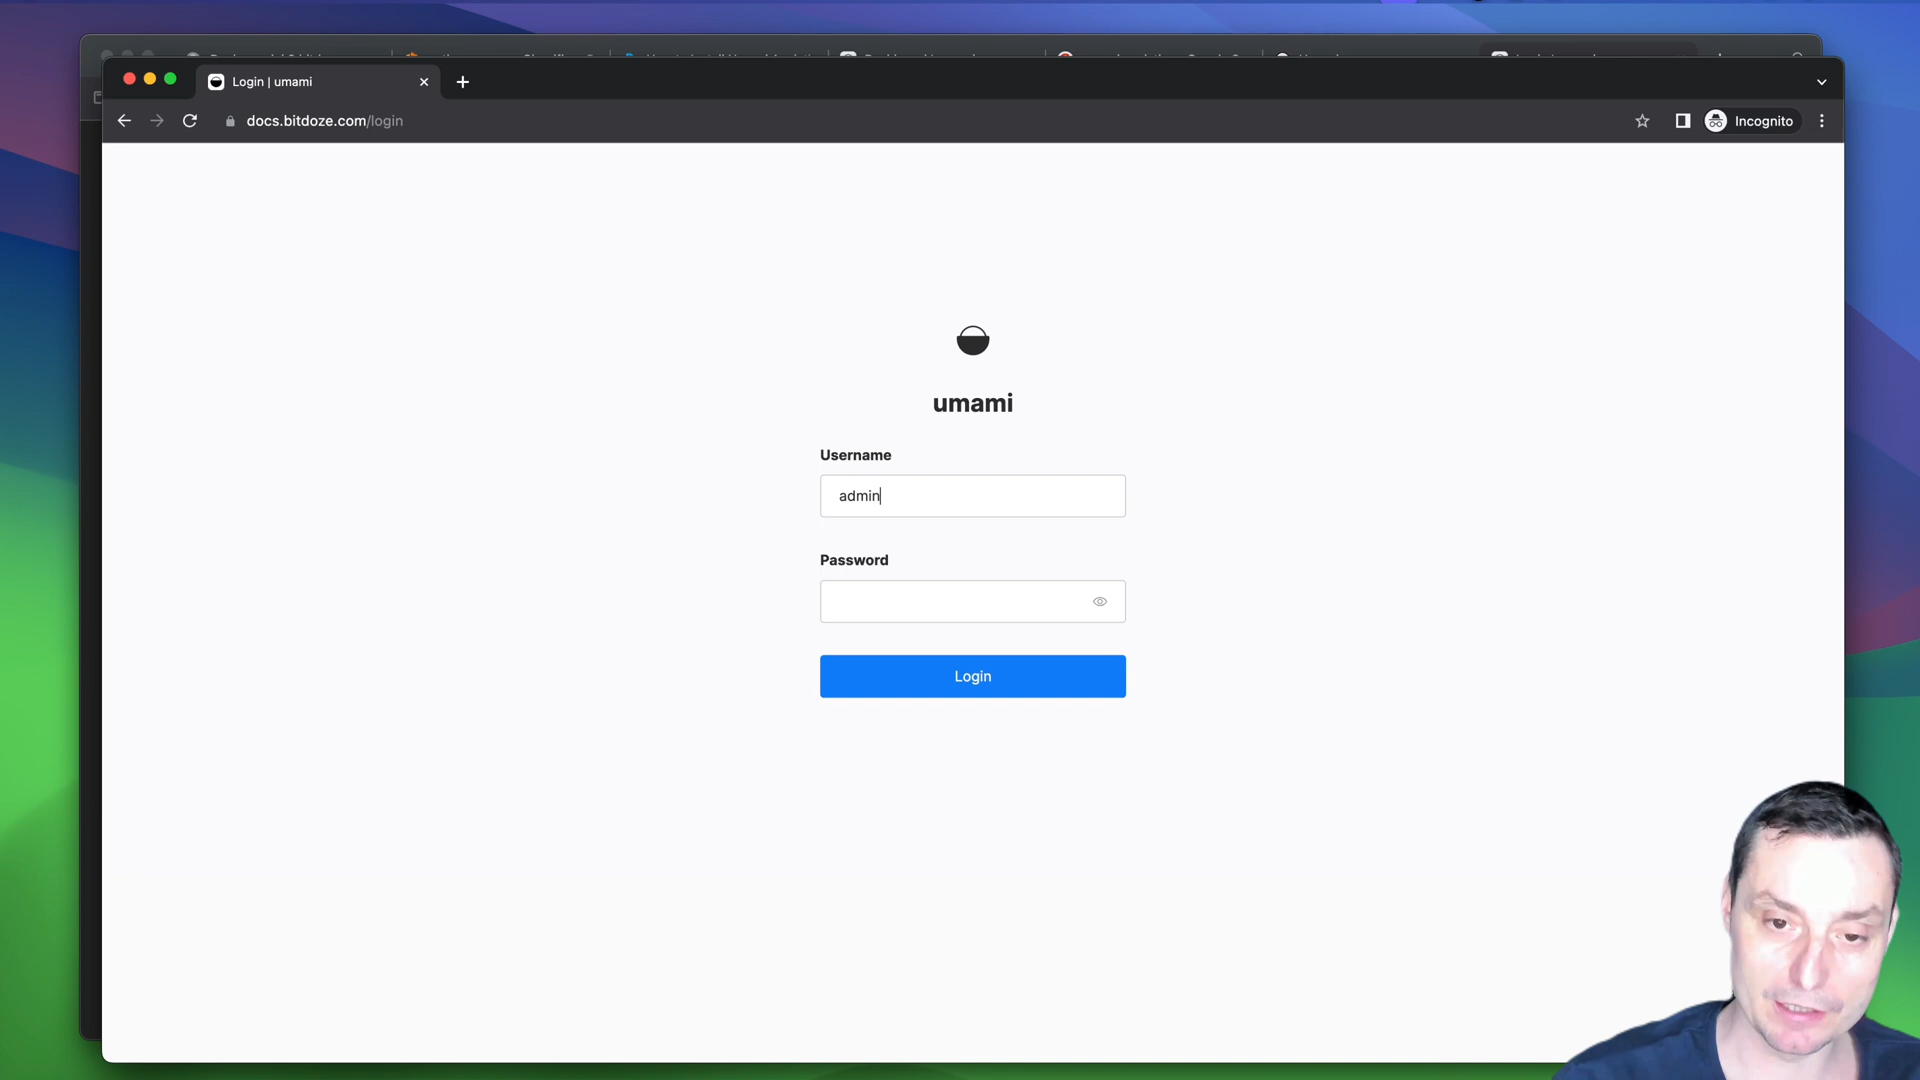 Login | umami
docs.bitdoze.com/login
Incognito
umami
Username
admin
Password
Login